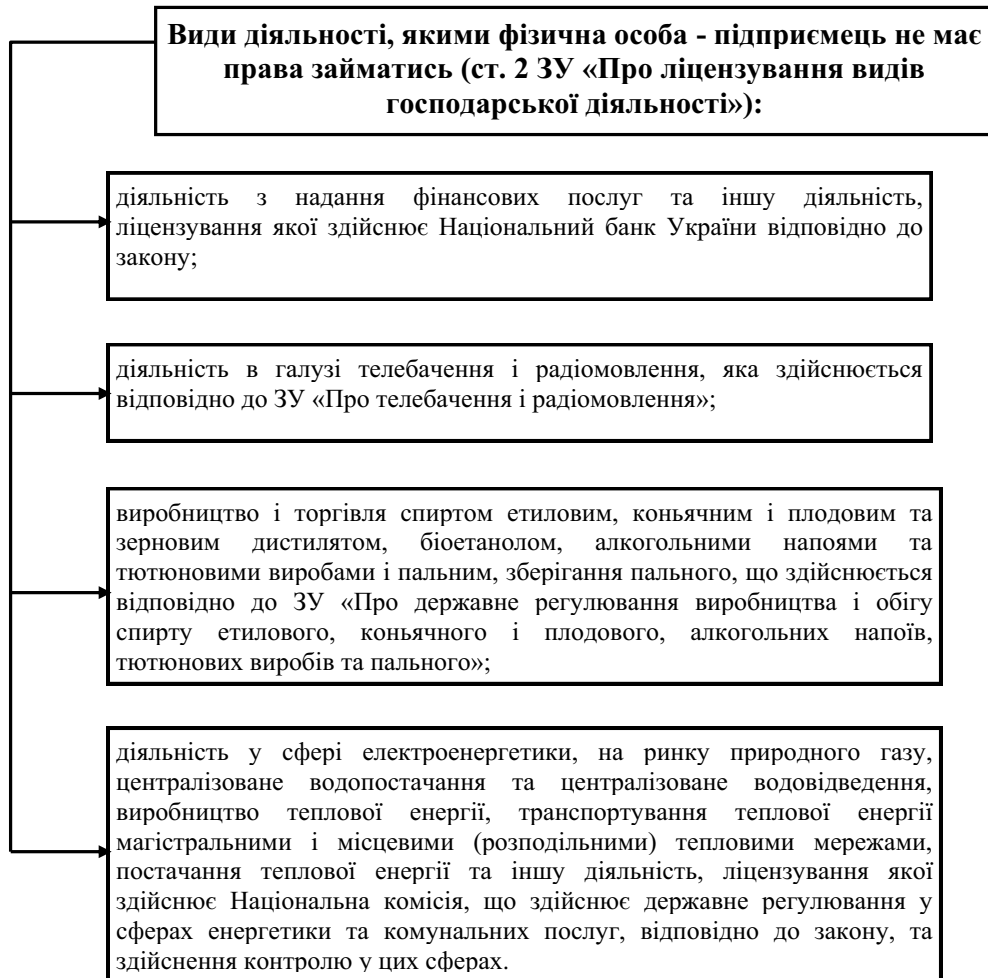 Види діяльності, якими фізична особа - підприємець не має
права займатись (ст. 2 ЗУ «Про ліцензування видів
господарської діяльності»):
діяльність з надання фінансових послуг та іншу діяльність,
ліцензування якої здійснює Національний банк України відповідно до
закону;
діяльність в галузі телебачення і радіомовлення, яка здійснюється
відповідно до ЗУ «Про телебачення і радіомовлення»;
виробництво і торгівля спиртом етиловим, коньячним і плодовим та
зерновим дистилятом, біоетанолом, алкогольними напоями та
тютюновими виробами і пальним, зберігання пального, що здійснюється
відповідно до ЗУ «Про державне регулювання виробництва і обігу
спирту етилового, коньячного і плодового, алкогольних напоїв,
тютюнових виробів та пального»;
діяльність у сфері електроенергетики, на ринку природного газу,
централізоване водопостачання та централізоване водовідведення,
виробництво теплової енергії, транспортування теплової енергії
магістральними і місцевими (розподільними) тепловими мережами,
постачання теплової енергії та іншу діяльність, ліцензування якої
здійснює Національна комісія, що здійснює державне регулювання у
сферах енергетики та комунальних послуг, відповідно до закону, та
здійснення контролю у цих сферах.